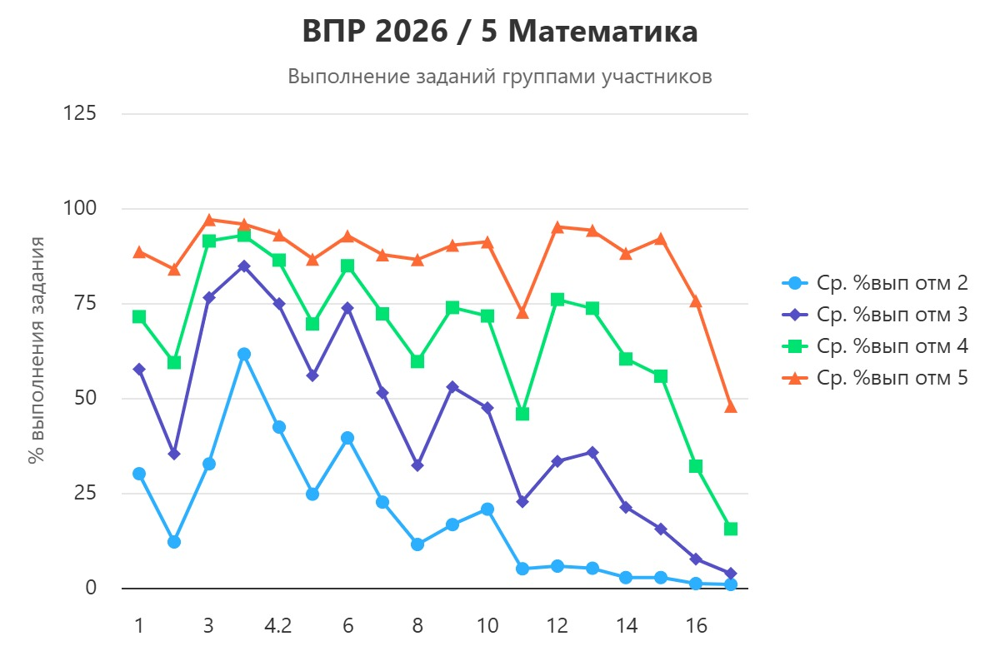 ВПР 2026 / 5 Математика
Выполнение заданий группами участников
% выполнения задания
125
100
75
50
25
0
1
3
4.2
6
8
10
12
14
16
Ср. %вып отм 2
Ср. %вып отм 3
Ср. %вып отм 4
Ср. %вып отм 5